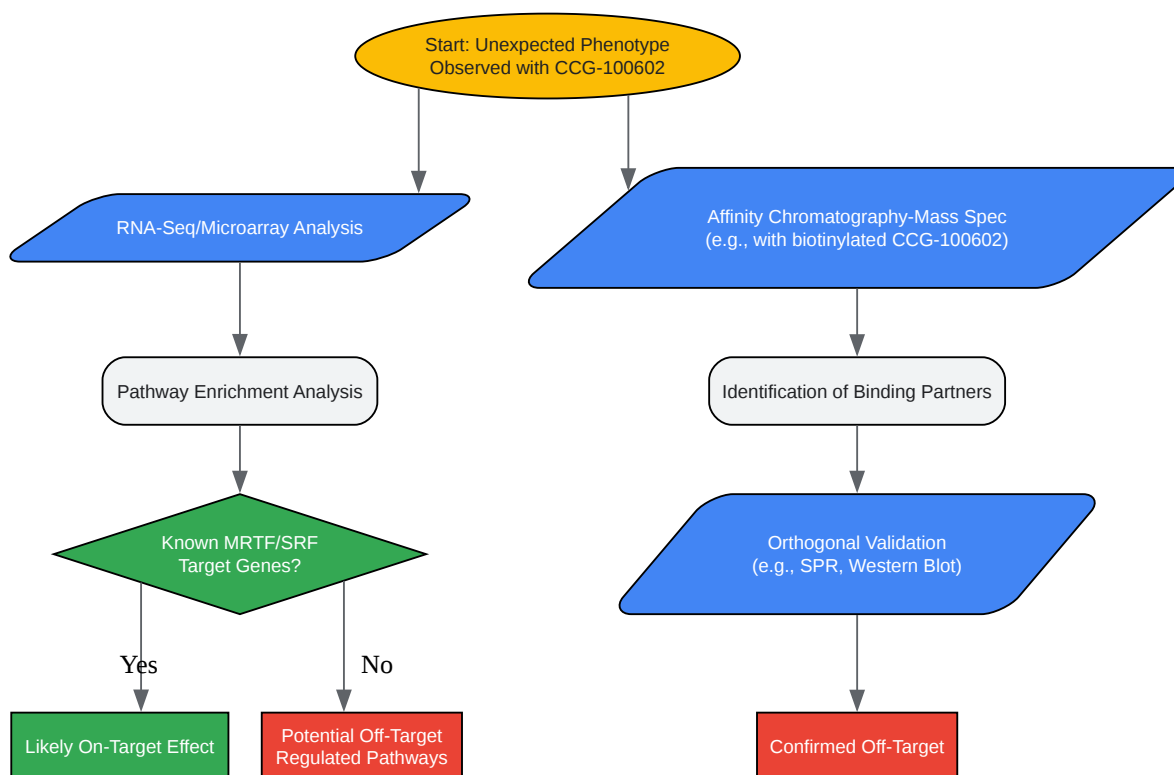 Start: Unexpected Phenotype
Observed with CCG-100602
RNA-Seq/Microarray Analysis
Affinity Chromatography-Mass Spec
(e.g., with biotinylated CCG-100602)
Pathway Enrichment Analysis
Identification of Binding Partners
Known MRTF/SRF
Target Genes?
Orthogonal Validation
(e.g., SPR, Western Blot)
Yes
No
Likely On-Target Effect
Potential Off-Target
Regulated Pathways
Confirmed Off-Target